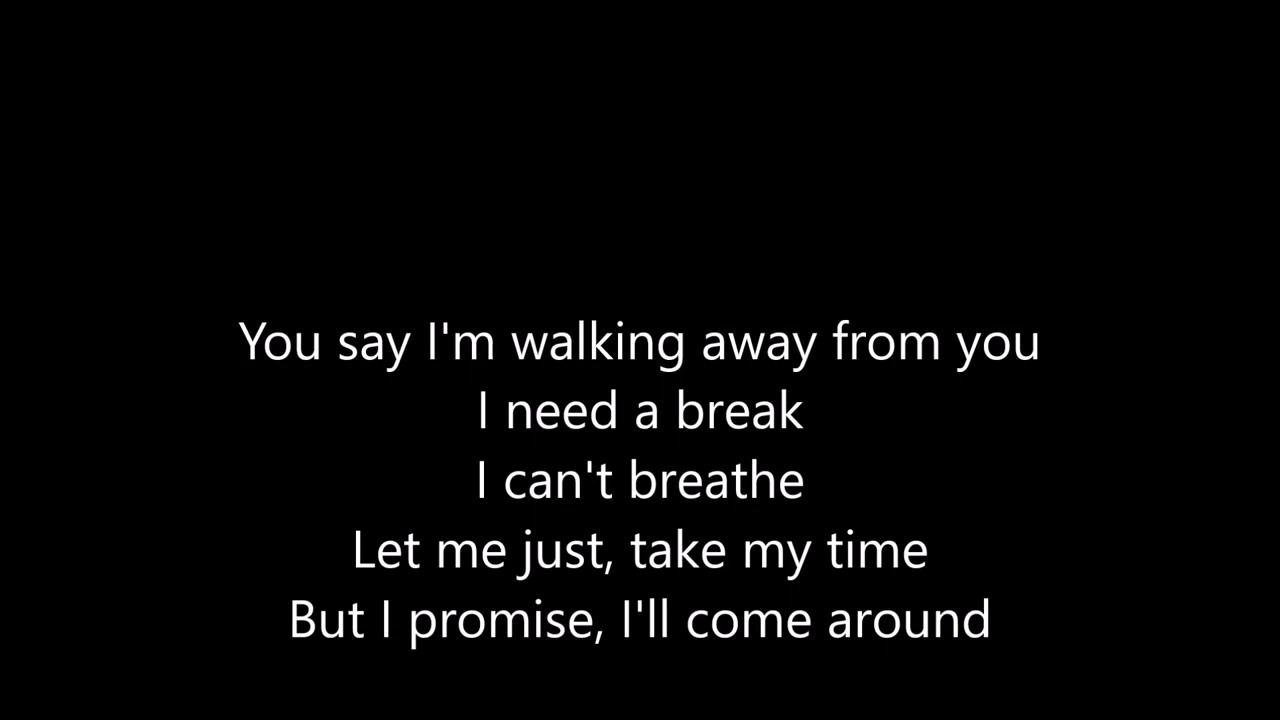 You say I'm walking away from you
I need a break
I can't breathe
Let me just, take my time
But I promise, I'll come around